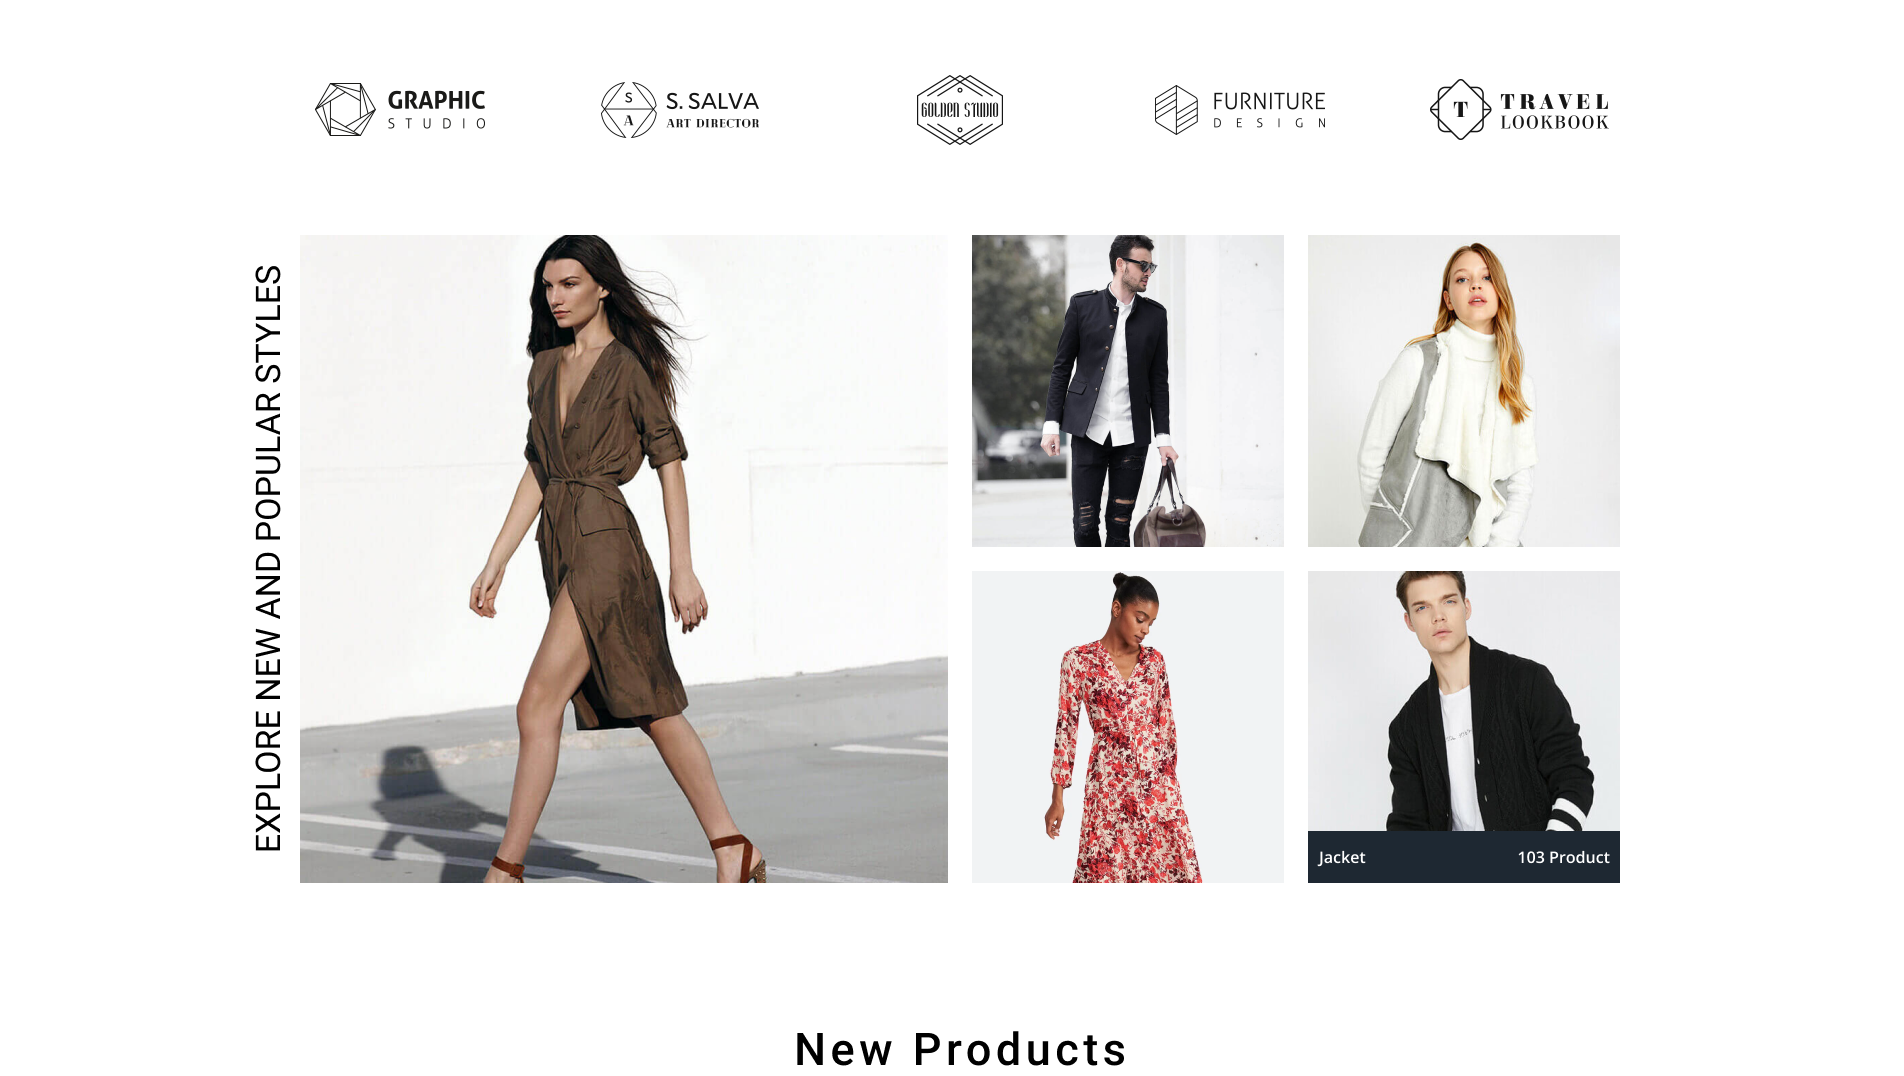 GRAPHIC
STUDIO
S
A
S. SALVA
ART DIRECTOR
GOLDEN STUDIO
FURNITURE
DESIGN
T
TRAVEL
LOOKBOOK
EXPLORE NEW AND POPULAR STYLES
Jacket
103 Product
New Products